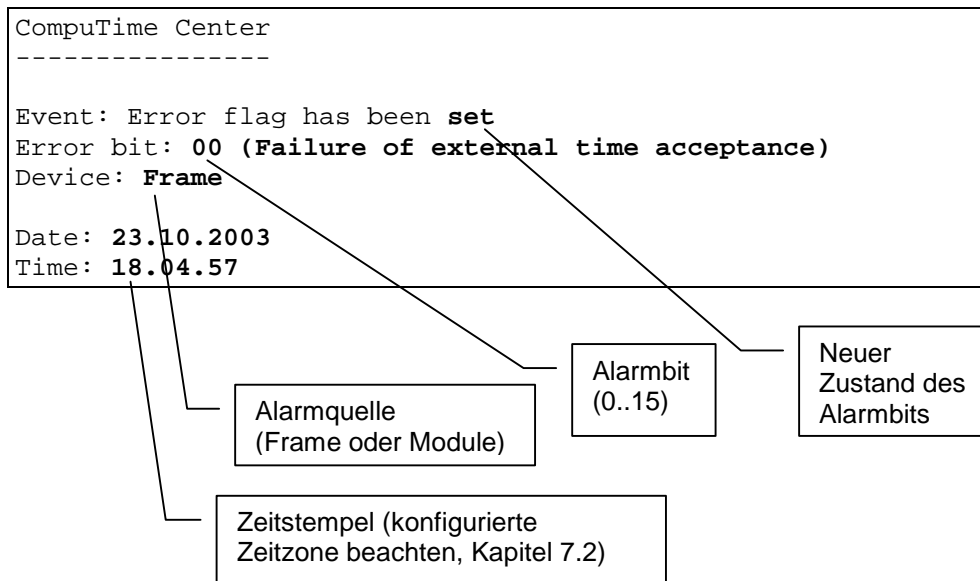 CompuTime Center
----------------
Event: Error flag has been set
Error bit: 00 (Failure of external time acceptance)
Device: Frame
Date: 23.10.2003
Time: 18.04.57
Neuer
Zustand des
Alarmbits
Alarmbit
(0..15)
Alarmquelle
(Frame oder Module)
Zeitstempel (konfigurierte
Zeitzone beachten, Kapitel 7.2)